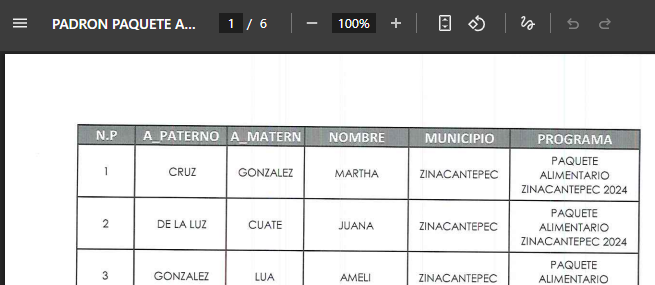 PADRON PAQUETE A... 1 / 6 100%
N.P A_PATERNO A_MATERN NOMBRE MUNICIPIO PROGRAMA
1 CRUZ GONZALEZ MARTHA ZINACANTEPEC PAQUETE
ALIMENTARIO
ZINACANTEPEC 2024
2 DE LA LUZ CUATE JUANA ZINACANTEPEC PAQUETE
ALIMENTARIO
ZINACANTEPEC 2024
3 GONZALEZ LUA AMELI ZINACANTEPEC PAQUETE
ALIMENTARIO